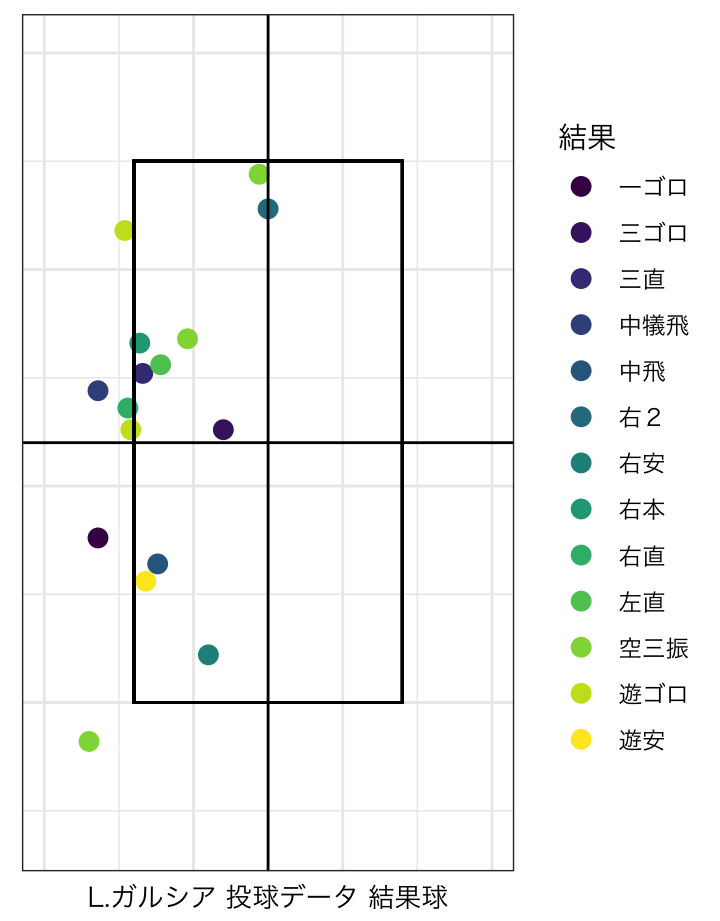 結果
一ゴロ
三ゴロ
三直
中犠飛
中飛
右２
右安
右本
右直
左直
空三振
遊ゴロ
遊安
L.ガルシア 投球データ 結果球